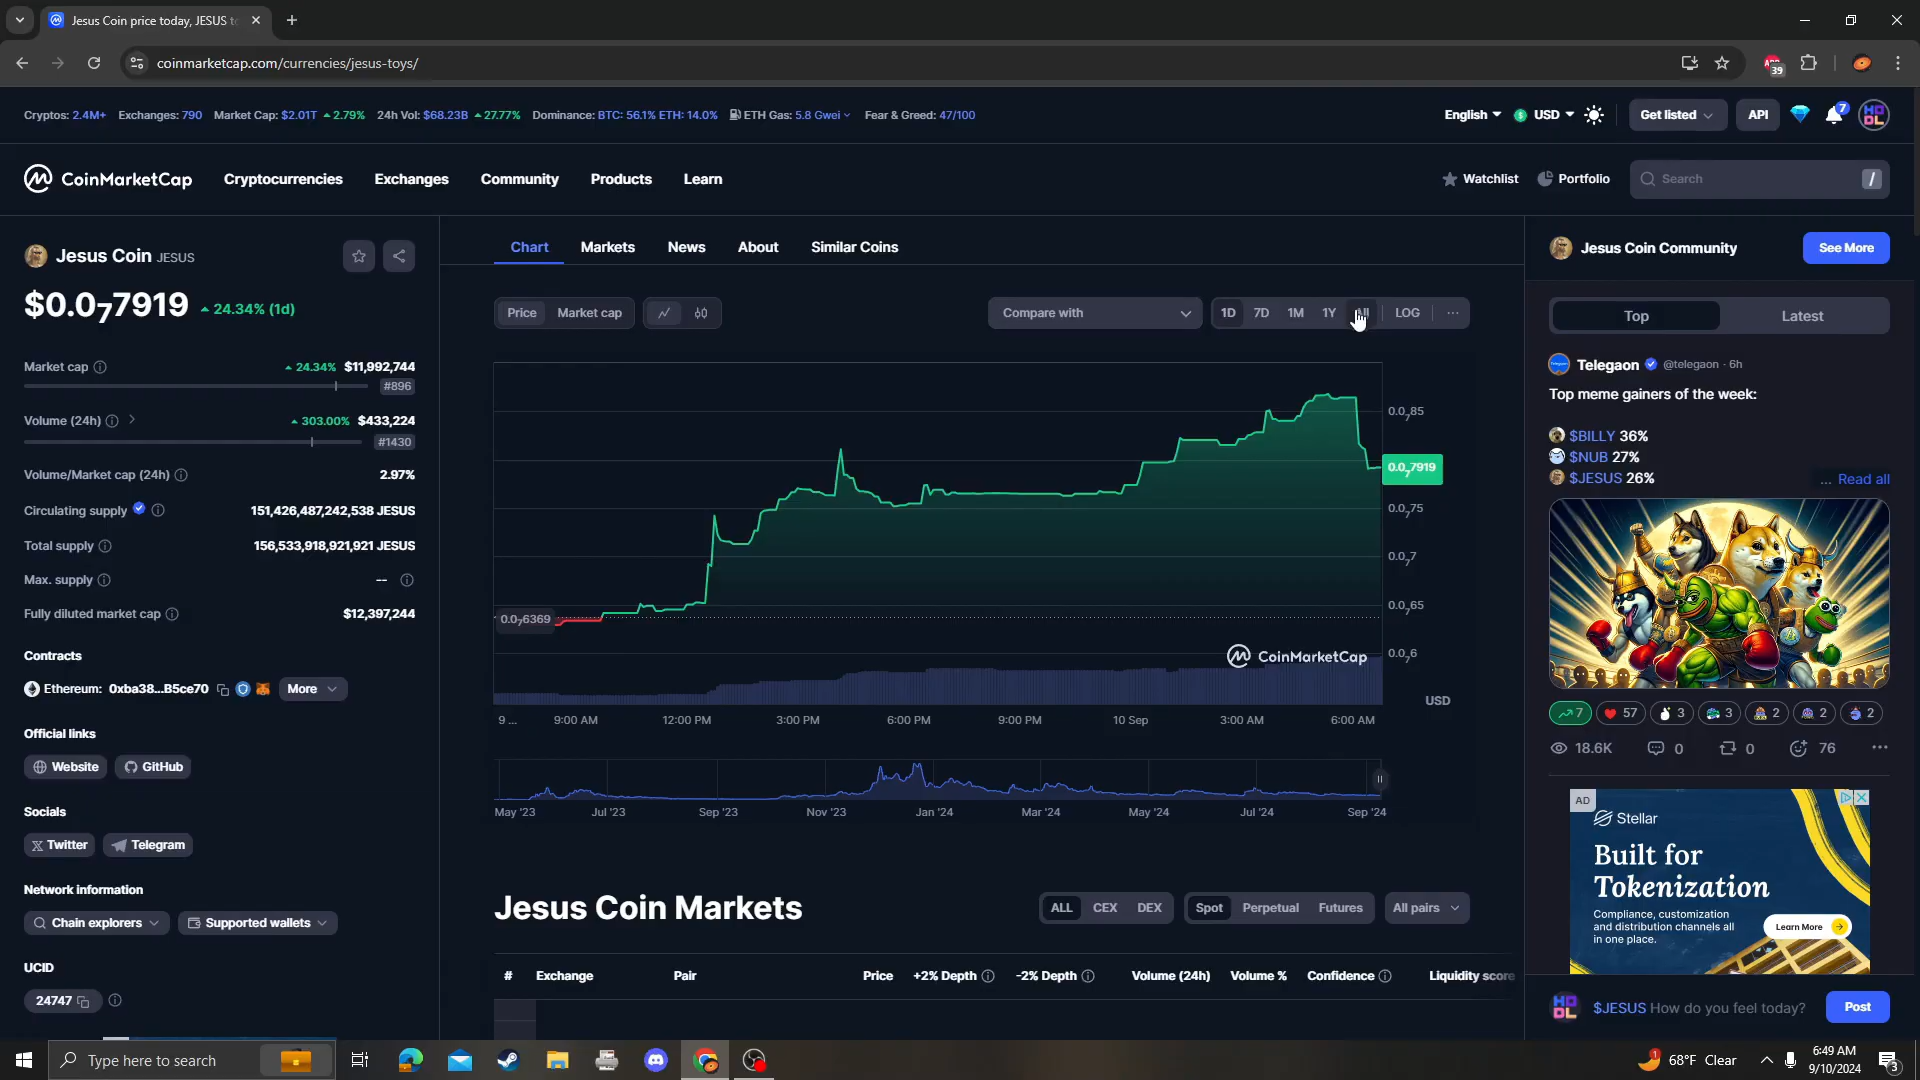 Jesus Coin price today, JESUS to
coinmarketcap.com/currencies/jesus-toys/
39
Cryptos: 2.4M+ Exchanges: 790 Market Cap: $2.01T 2.79% 24h Vol: $68.23B 27.77% Dominance: BTC: 56.1% ETH: 14.0% ETH Gas: 5.8 Gwei Fear & Greed: 47/100
English USD Get listed API 7
CoinMarketCap Cryptocurrencies Exchanges Community Products Learn
Watchlist Portfolio Search /
Jesus Coin JESUS
$0.0₇7919 24.34% (1d)
Market cap 24.34% $11,992,744
#896
Volume (24h) 303.00% $433,224
#1430
Volume/Market cap (24h) 2.97%
Circulating supply 151,426,487,242,538 JESUS
Total supply 156,533,918,921,921 JESUS
Max. supply --
Fully diluted market cap $12,397,244
Contracts
Ethereum: 0xba38...B5ce70 More
Official links
Website GitHub
Socials
Twitter Telegram
Network information
Chain explorers Supported wallets
UCID
24747
Chart Markets News About Similar Coins
Price Market cap
Compare with 1D 7D 1M 1Y LOG ...
0.0₇85
0.0₇7919
0.0₇75
0.0₇7
0.0₇65
0.0₇6369
CoinMarketCap 0.0₇6
USD
9 ... 9:00 AM 12:00 PM 3:00 PM 6:00 PM 9:00 PM 10 Sep 3:00 AM 6:00 AM
May '23 Jul '23 Sep '23 Nov '23 Jan '24 Mar '24 May '24 Jul '24 Sep '24
Jesus Coin Markets
ALL CEX DEX Spot Perpetual Futures All pairs
# Exchange Pair Price +2% Depth -2% Depth Volume (24h) Volume % Confidence Liquidity score
Jesus Coin Community See More
Top Latest
Telegaon @telegaon · 6h
Top meme gainers of the week:
$BILLY 36%
$NUB 27%
$JESUS 26%
... Read all
7 57 3 3 2 2 2
18.6K 0 0 76
AD
Stellar
Built for
Tokenization
Compliance, customization
and distribution channels all
in one place.
Learn More
HODL $JESUS How do you feel today? Post
Type here to search
68°F Clear
6:49 AM
9/10/2024
3